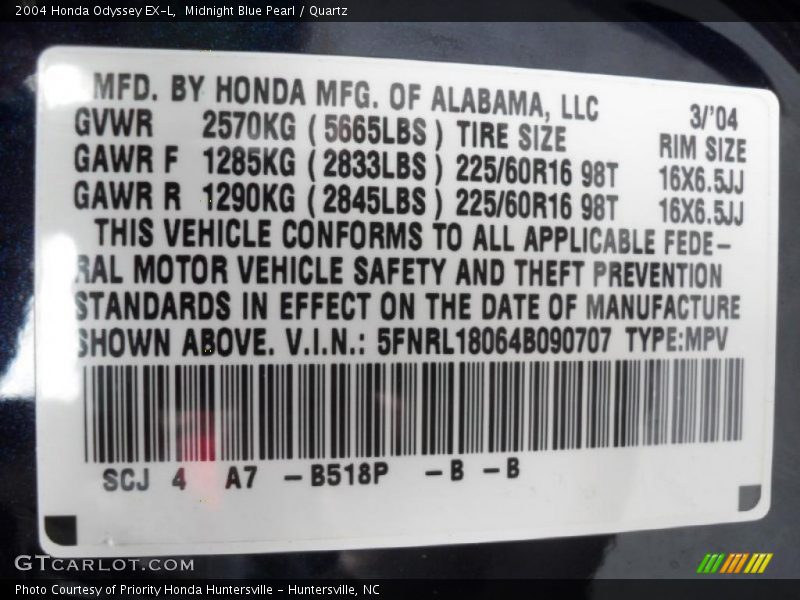 2004 Honda Odyssey EX-L, Midnight Blue Pearl / Quartz
MFD. BY HONDA MFG. OF ALABAMA, LLC 3/'04
GVWR 2570KG (5665LBS) TIRE SIZE RIM SIZE
GAWR F 1285KG (2833LBS) 225/60R16 98T 16X6.5JJ
GAWR R 1290KG (2845LBS) 225/60R16 98T 16X6.5JJ
THIS VEHICLE CONFORMS TO ALL APPLICABLE FEDE-
RAL MOTOR VEHICLE SAFETY AND THEFT PREVENTION
STANDARDS IN EFFECT ON THE DATE OF MANUFACTURE
SHOWN ABOVE. V.I.N.: 5FNRL18064B090707 TYPE:MPV
SCJ 4 A7 -B518P -B -B
GTCARLOT.COM
Photo Courtesy of Priority Honda Huntersville - Huntersville, NC